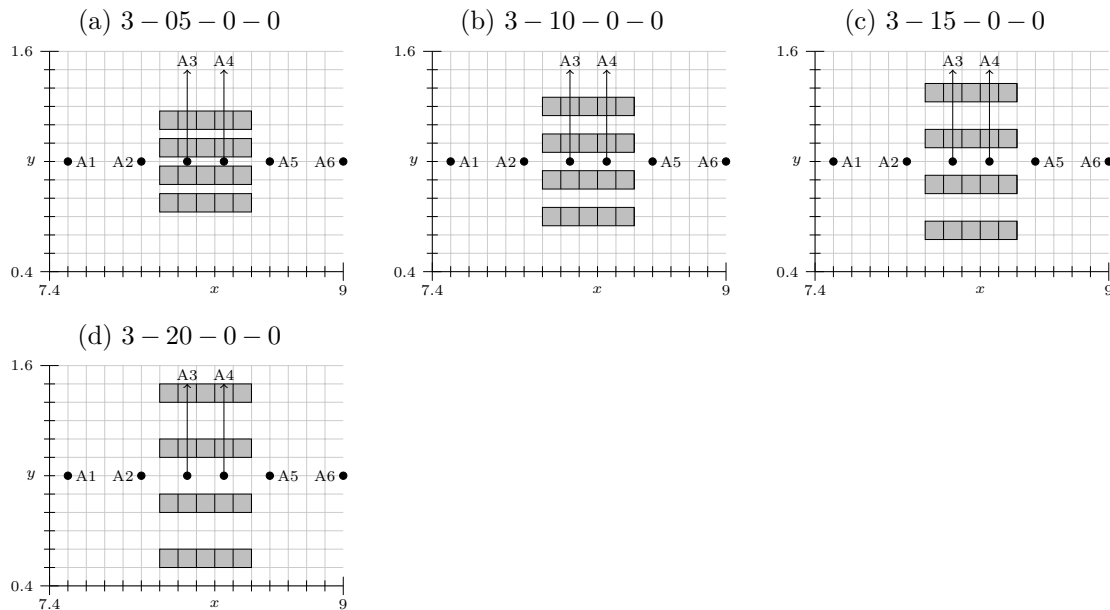 (a) 3 − 05 − 0 − 0
1.6
A3 A4
y
A1 A2 A5 A6
0.4
7.4 x 9
(b) 3 − 10 − 0 − 0
1.6
A3 A4
y
A1 A2 A5 A6
0.4
7.4 x 9
(c) 3 − 15 − 0 − 0
1.6
A3 A4
y
A1 A2 A5 A6
0.4
7.4 x 9
(d) 3 − 20 − 0 − 0
1.6
A3 A4
y
A1 A2 A5 A6
0.4
7.4 x 9